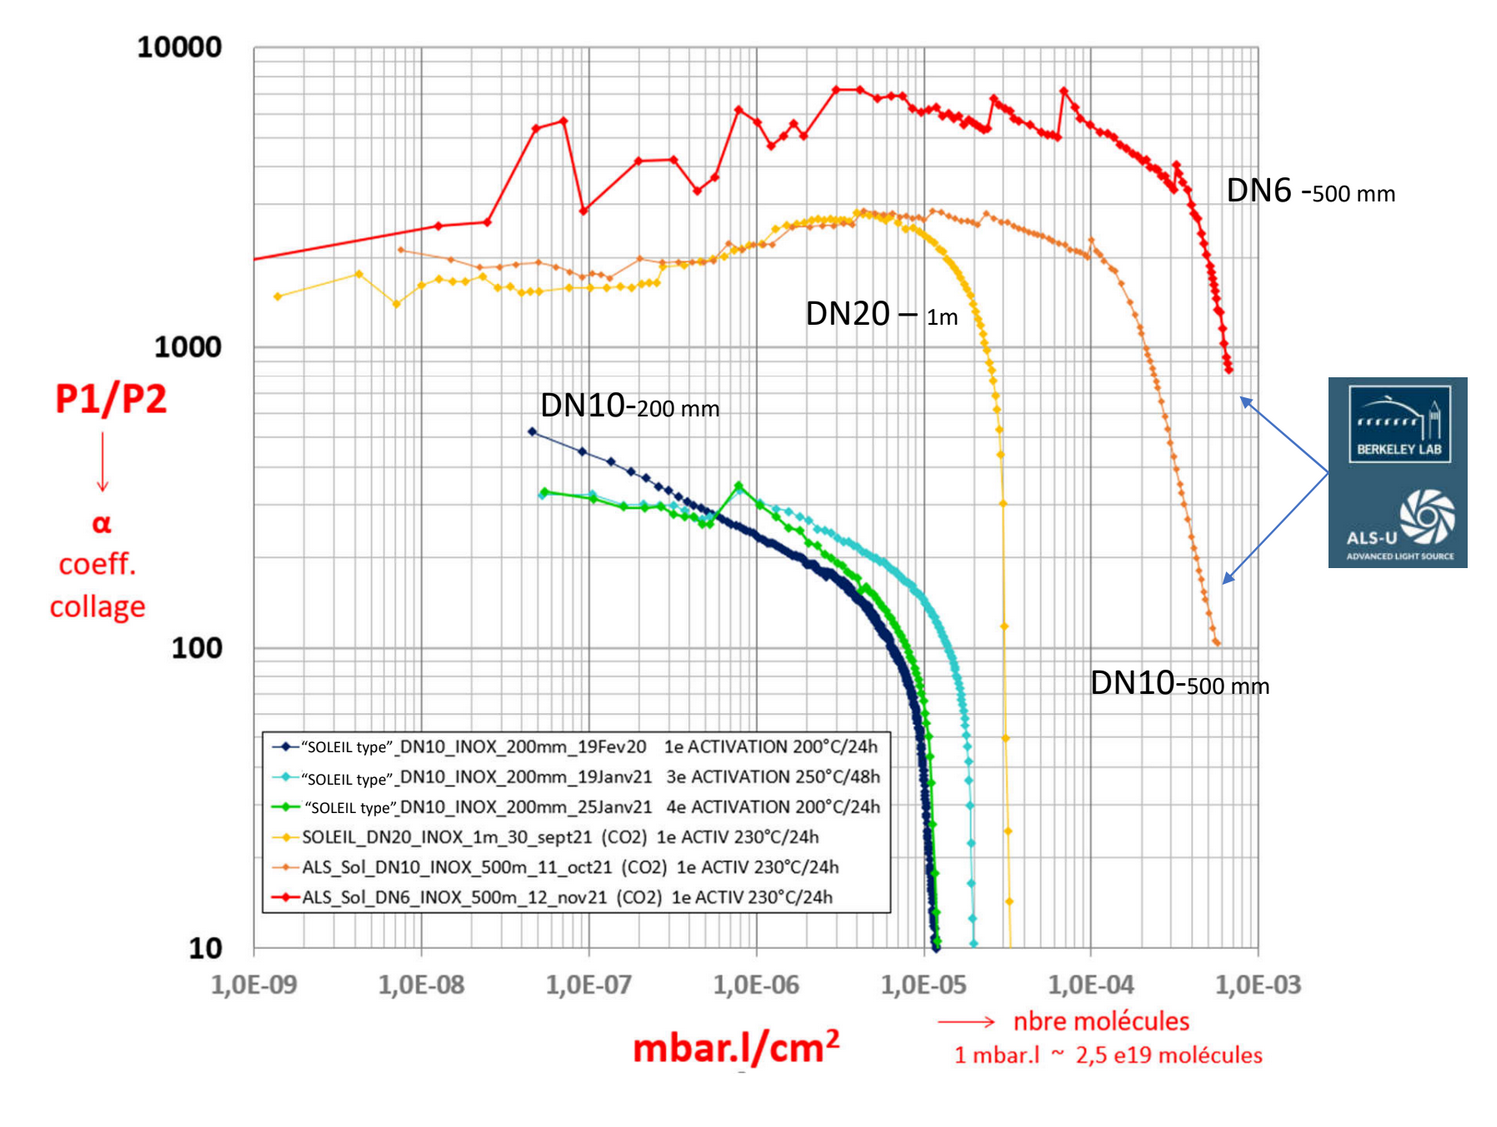 10000
DN6 -500 mm
DN20 – 1m
1000
P1/P2
DN10-200 mm
BERKELEY LAB
α
coeff.
collage
ALS-U
ADVANCED LIGHT SOURCE
100
DN10-500 mm
"SOLEIL type"_DN10_INOX_200mm_19Fev20 1e ACTIVATION 200°C/24h
"SOLEIL type"_DN10_INOX_200mm_19Janv21 3e ACTIVATION 250°C/48h
"SOLEIL type"_DN10_INOX_200mm_25Janv21 4e ACTIVATION 200°C/24h
SOLEIL_DN20_INOX_1m_30_sept21 (CO2) 1e ACTIV 230°C/24h
ALS_Sol_DN10_INOX_500m_11_oct21 (CO2) 1e ACTIV 230°C/24h
ALS_Sol_DN6_INOX_500m_12_nov21 (CO2) 1e ACTIV 230°C/24h
10
1,0E-09 1,0E-08 1,0E-07 1,0E-06 1,0E-05 1,0E-04 1,0E-03
mbar.l/cm²
nbre molécules
1 mbar.l ~ 2,5 e19 molécules